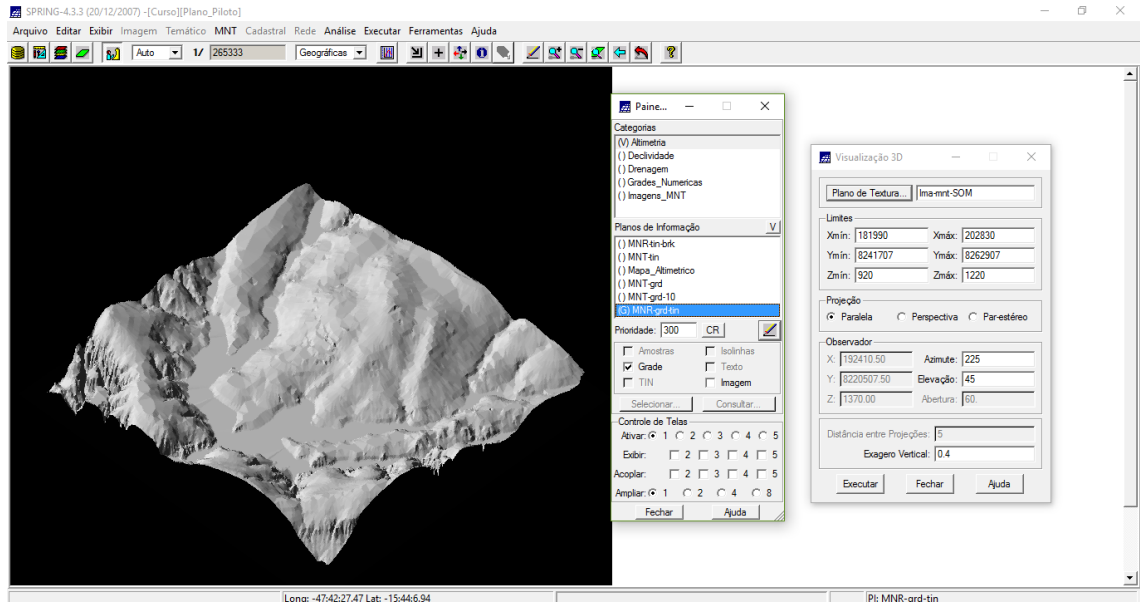 SPRING-4.3.3 (20/12/2007) -[Curso][Plano_Piloto]
Arquivo Editar Exibir Imagem Temático MNT Cadastral Rede Análise Executar Ferramentas Ajuda
Auto 1/ 265333 Geográficas
Paine...
Categorias
(V) Altimetria
() Declividade
() Drenagem
() Grades_Numericas
() Imagens_MNT
Planos de Informação V
() MNR-tin-brk
() MNT-tin
() Mapa_Altimetrico
() MNT-grd
() MNT-grd-10
(G) MNR-grd-tin
Prioridade: 300 CR
Amostras Isolinhas
Grade Texto
TIN Imagem
Selecionar... Consultar...
Controle de Telas
Ativar: 1 2 3 4 5
Exibir: 2 3 4 5
Acoplar: 2 3 4 5
Ampliar: 1 2 4 8
Fechar Ajuda
Visualização 3D
Plano de Textura... Ima-mnt-SOM
Limites
Xmín: 181990 Xmáx: 202830
Ymín: 8241707 Ymáx: 8262907
Zmín: 920 Zmáx: 1220
Projeção
Paralela Perspectiva Par-estéreo
Observador
X: 192410.50 Azimute: 225
Y: 8220507.50 Elevação: 45
Z: 1370.00 Abertura: 60.
Distância entre Projeções: 5
Exagero Vertical: 0.4
Executar Fechar Ajuda
Long: -47:42:27.47 Lat: -15:44:6.94
PI: MNR-grd-tin